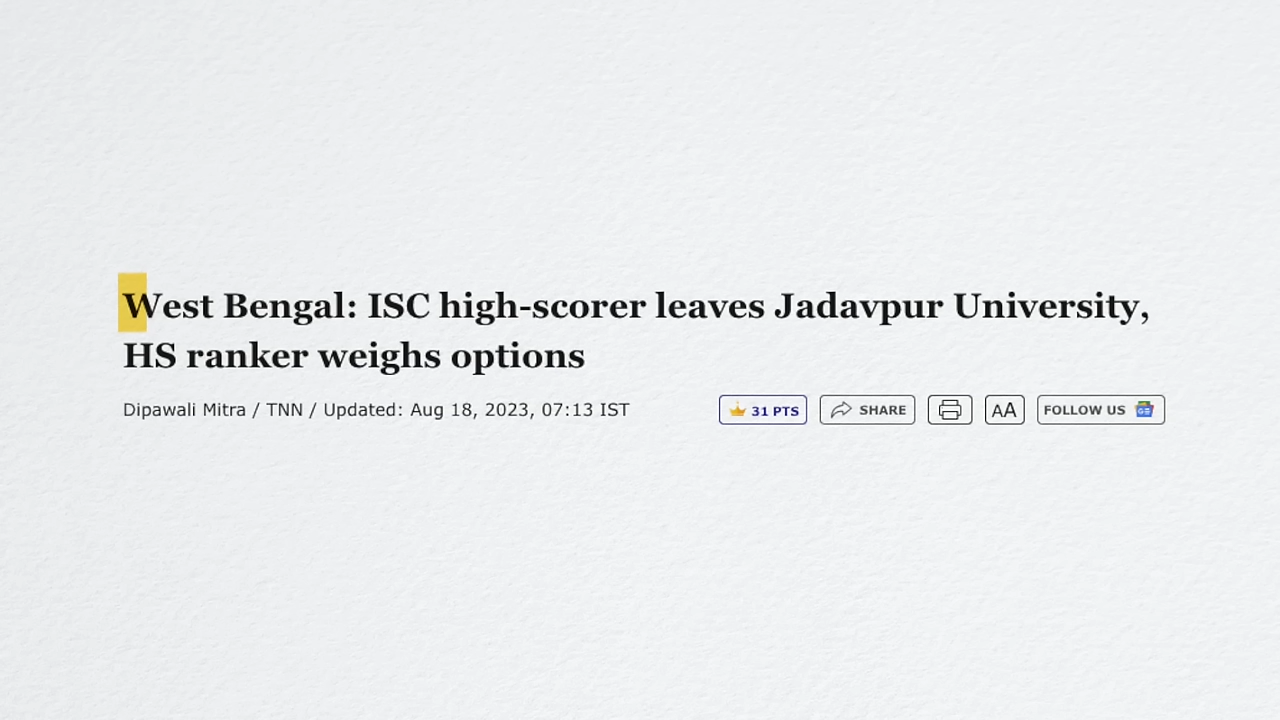 West Bengal: ISC high-scorer leaves Jadavpur University,
HS ranker weighs options
Dipawali Mitra / TNN / Updated: Aug 18, 2023, 07:13 IST
31 PTS
SHARE
AA
FOLLOW US
GE